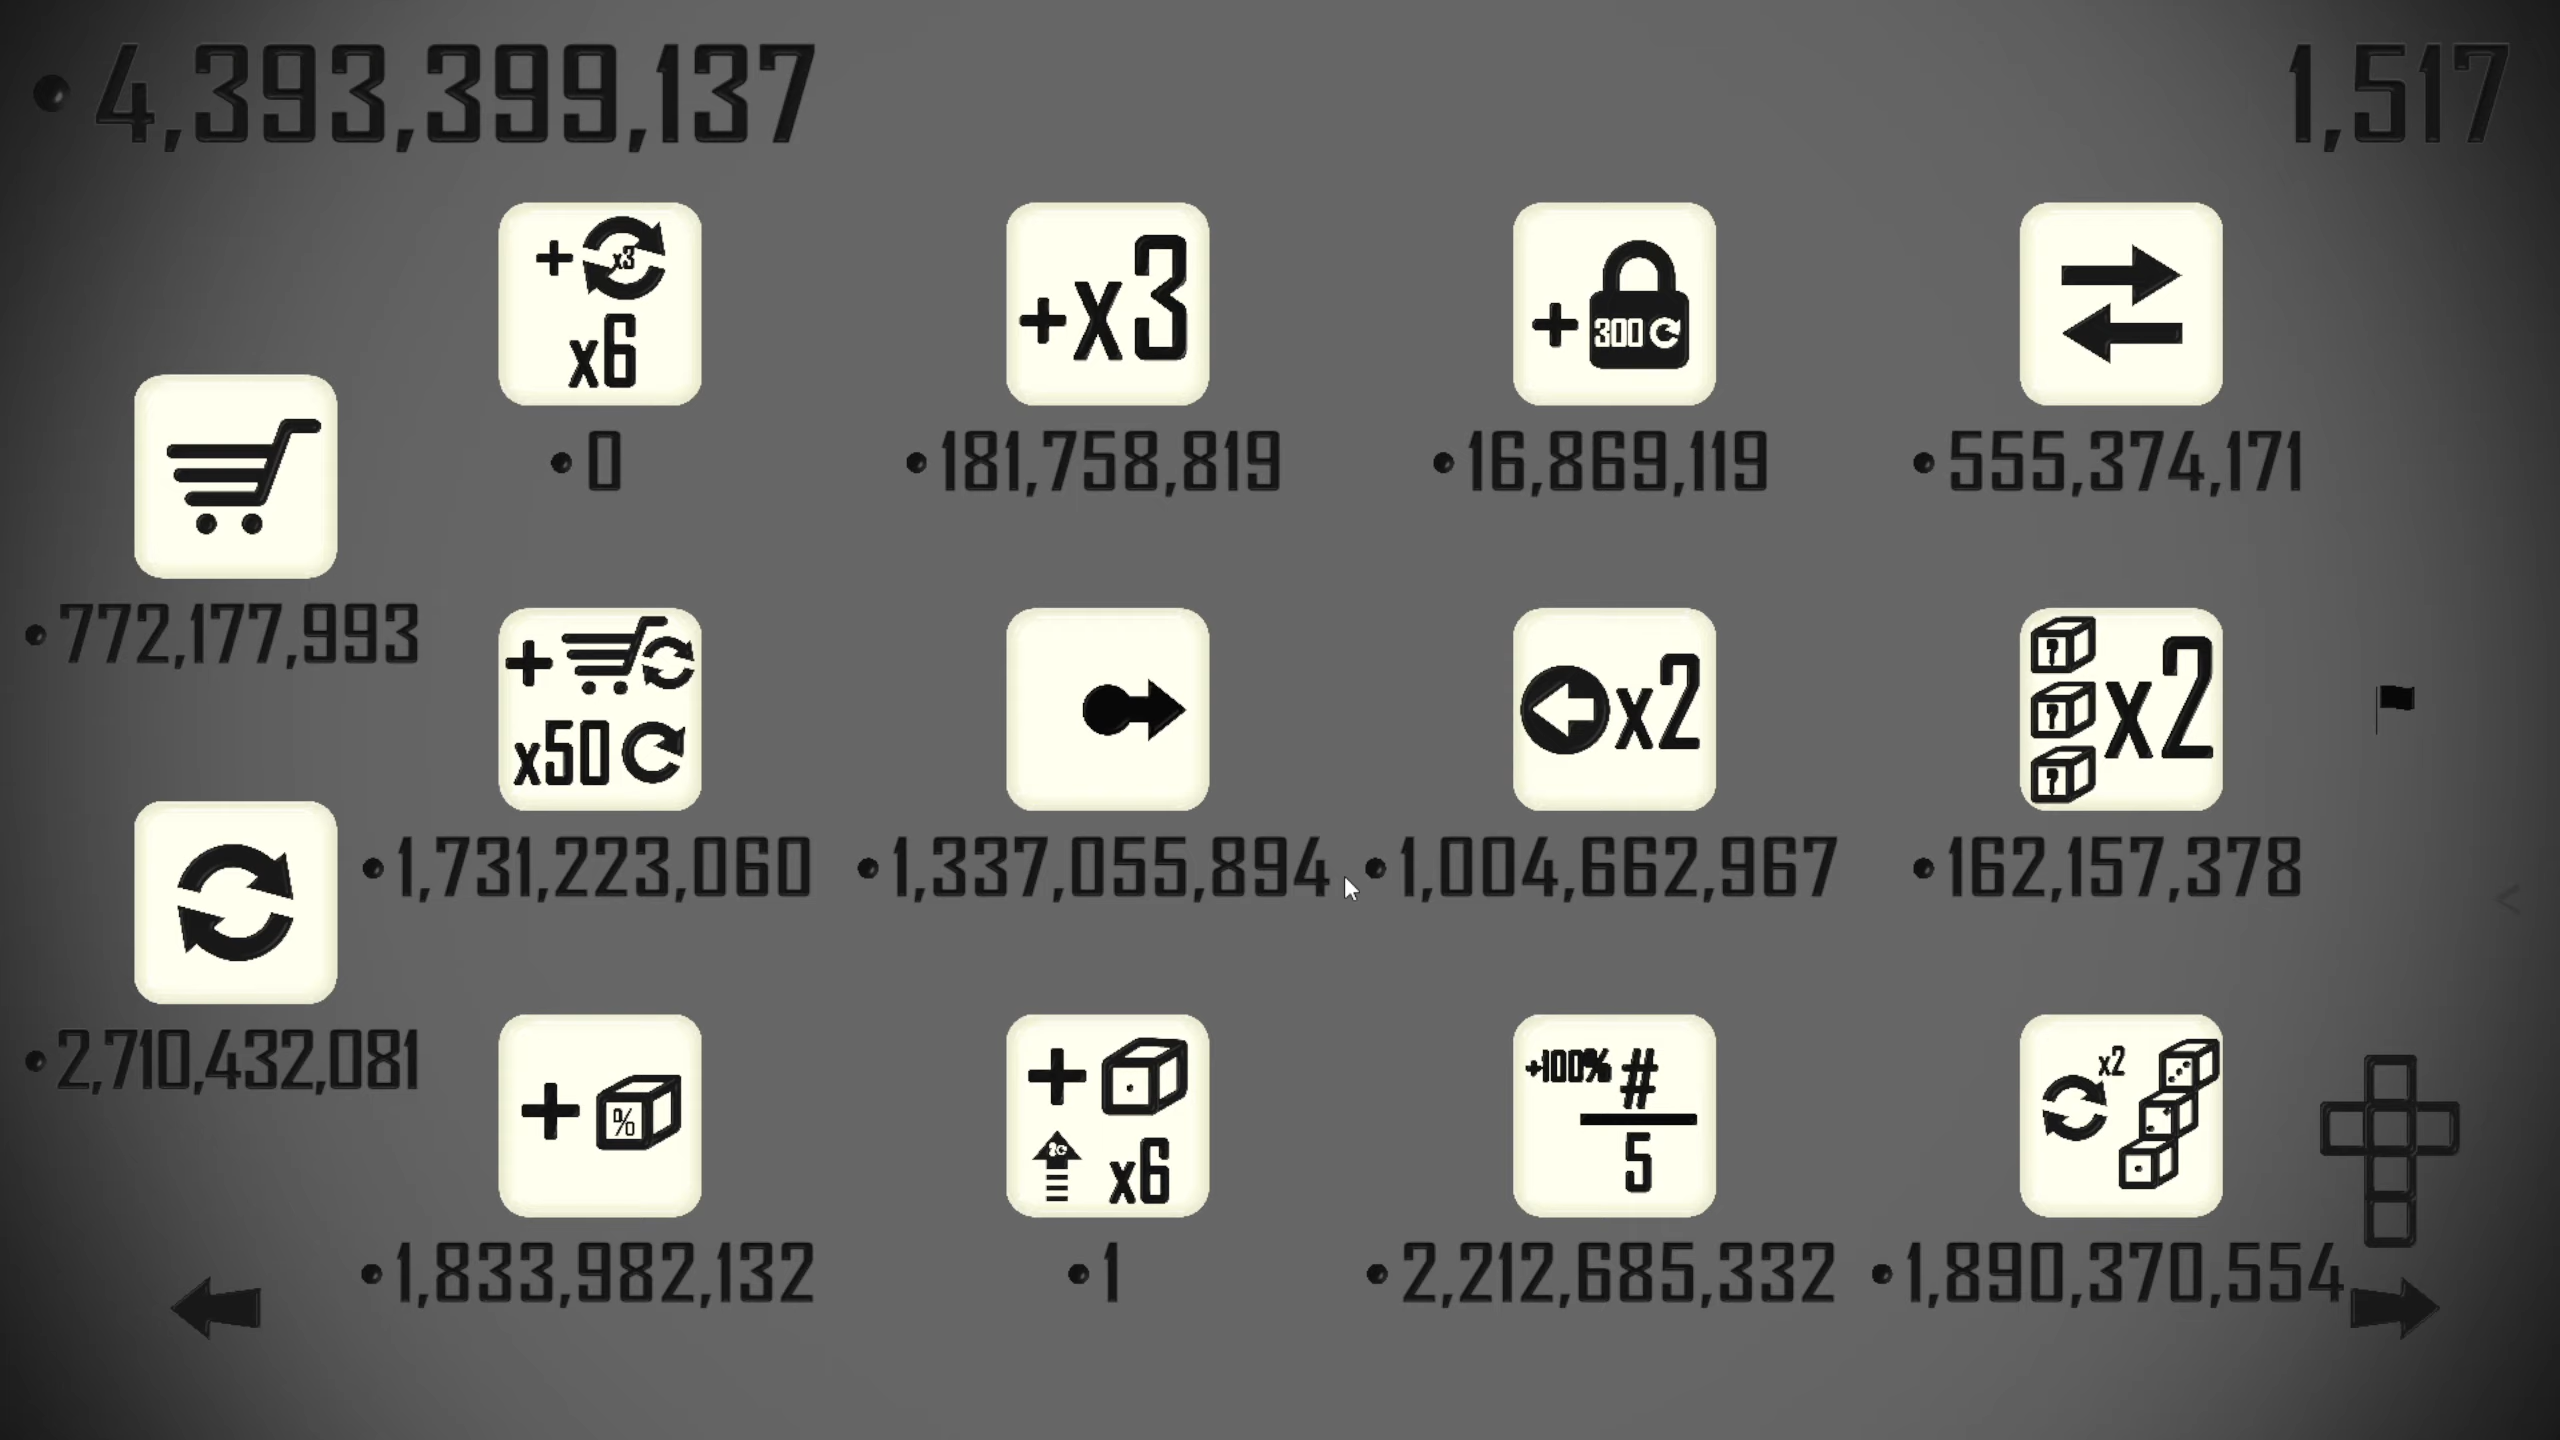 4,393,399,137
1,517
+ x3
x6
+x3
+ 300
0
181,758,819
16,869,119
555,374,171
772,177,993
+
x50
x2
? ? ? x2
1,731,223,060
1,337,055,894
1,004,662,967
162,157,378
<
2,710,432,081
+ %
+
x6
+100% #
5
x2
1,833,982,132
1
2,212,685,332
1,890,370,554